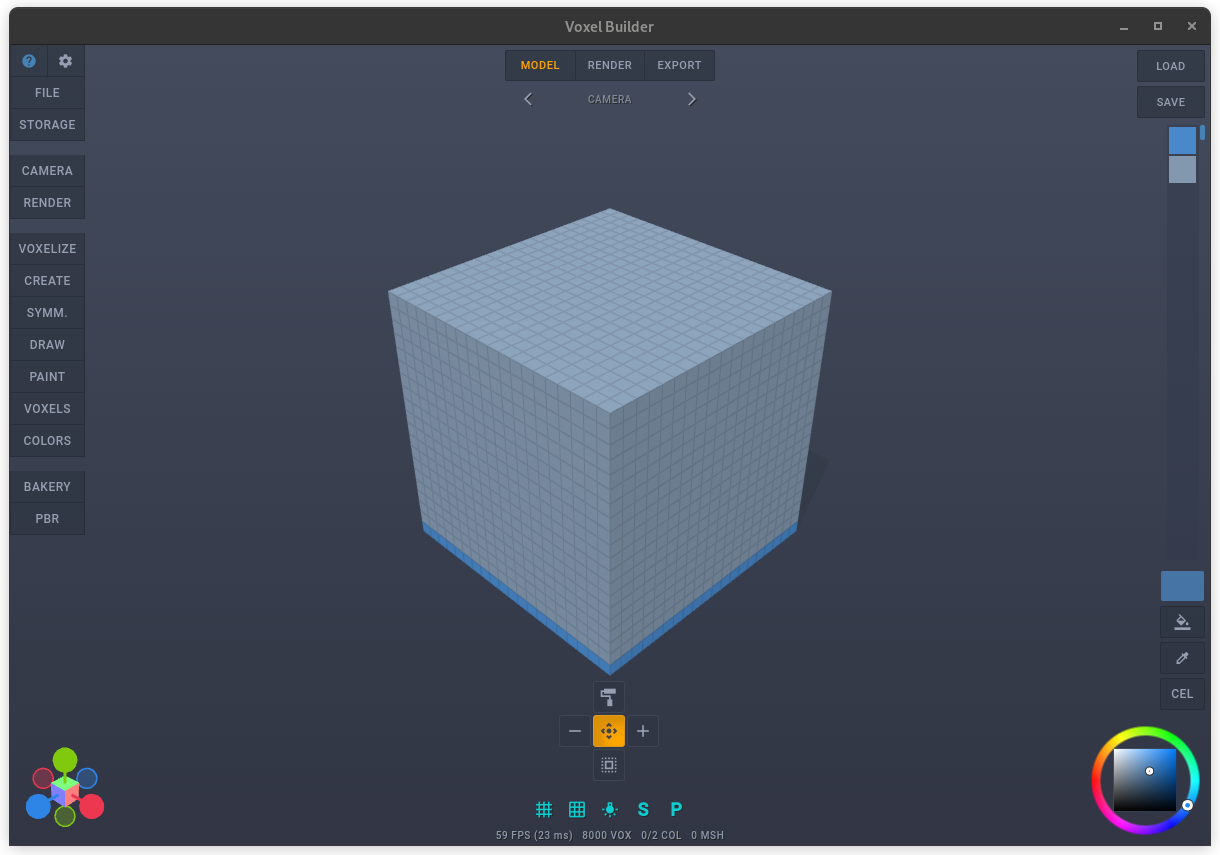 Voxel Builder
?
MODEL RENDER EXPORT
CAMERA
LOAD
SAVE
FILE
STORAGE
CAMERA
RENDER
VOXELIZE
CREATE
SYMM.
DRAW
PAINT
VOXELS
COLORS
BAKERY
PBR
CEL
S P
59 FPS (23 ms) 8000 VOX 0/2 COL 0 MSH